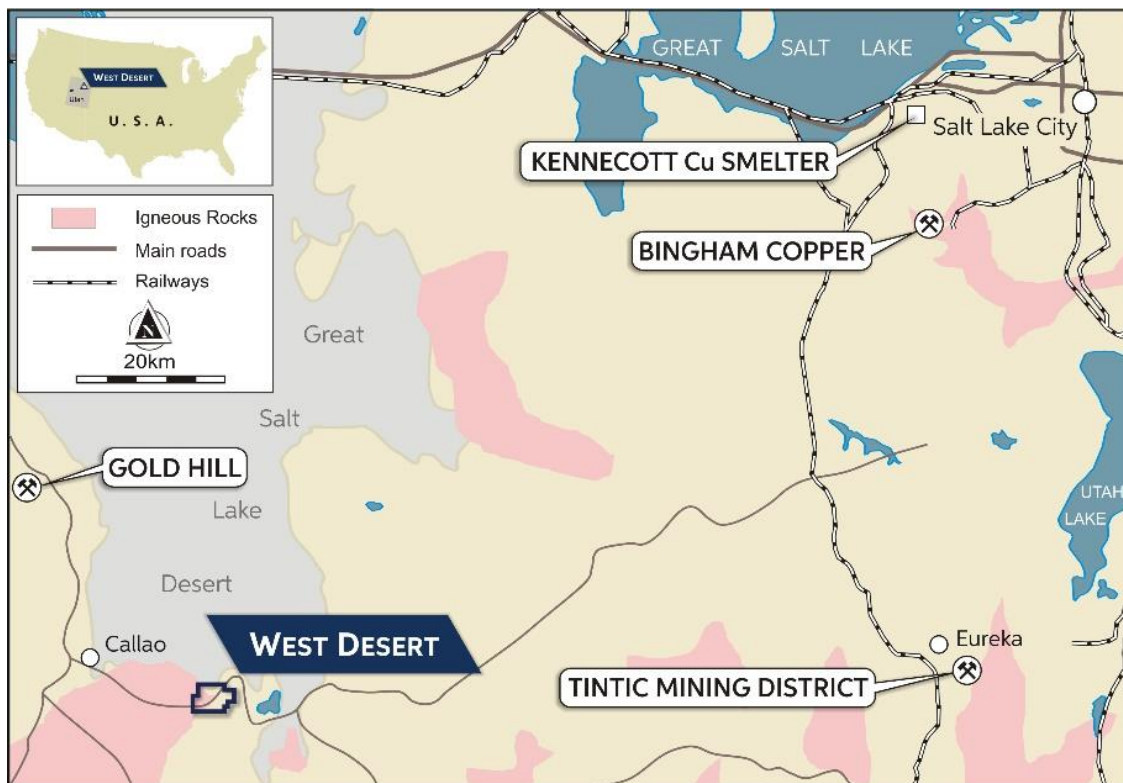 WEST DESERT
Utah
U. S. A.
Igneous Rocks
Main roads
Railways
N
20km
GREAT SALT LAKE
Salt Lake City
KENNECOTT Cu SMELTER
BINGHAM COPPER
Great
Salt
Lake
Desert
GOLD HILL
UTAH
LAKE
Callao
WEST DESERT
Eureka
TINTIC MINING DISTRICT